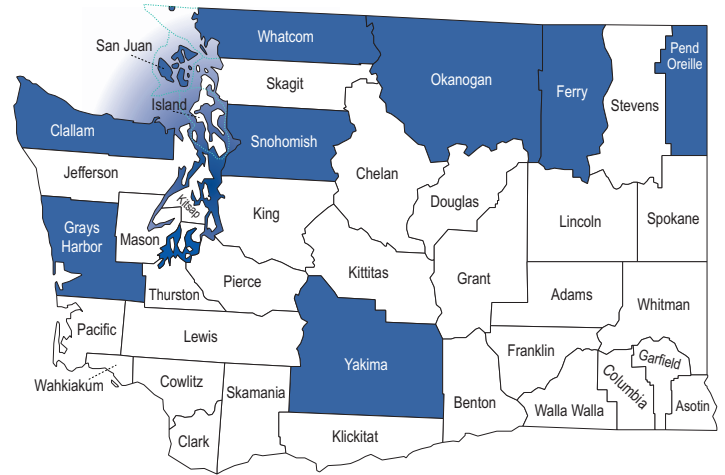 Whatcom
San Juan
Pend
Oreille
Okanogan
Skagit
Ferry
Stevens
Island
Clallam
Snohomish
Jefferson
Chelan
Douglas
Kitsap
King
Lincoln
Spokane
Grays
Harbor
Mason
Kittitas
Grant
Pierce
Thurston
Adams
Whitman
Pacific
Lewis
Franklin
Garfield
Yakima
Wahkiakum
Cowlitz
Skamania
Columbia
Benton
Walla Walla
Asotin
Clark
Klickitat